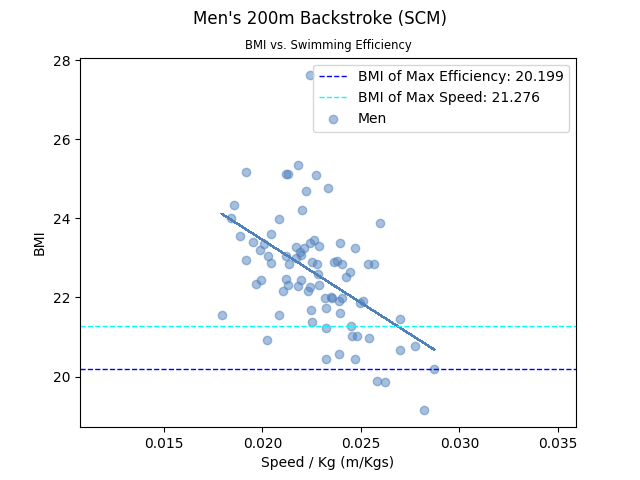 Men's 200m Backstroke (SCM)
BMI vs. Swimming Efficiency
BMI of Max Efficiency: 20.199
BMI of Max Speed: 21.276
Men
28
26
24
22
20
BMI
0.015
0.020
0.025
0.030
0.035
Speed / Kg (m/Kgs)